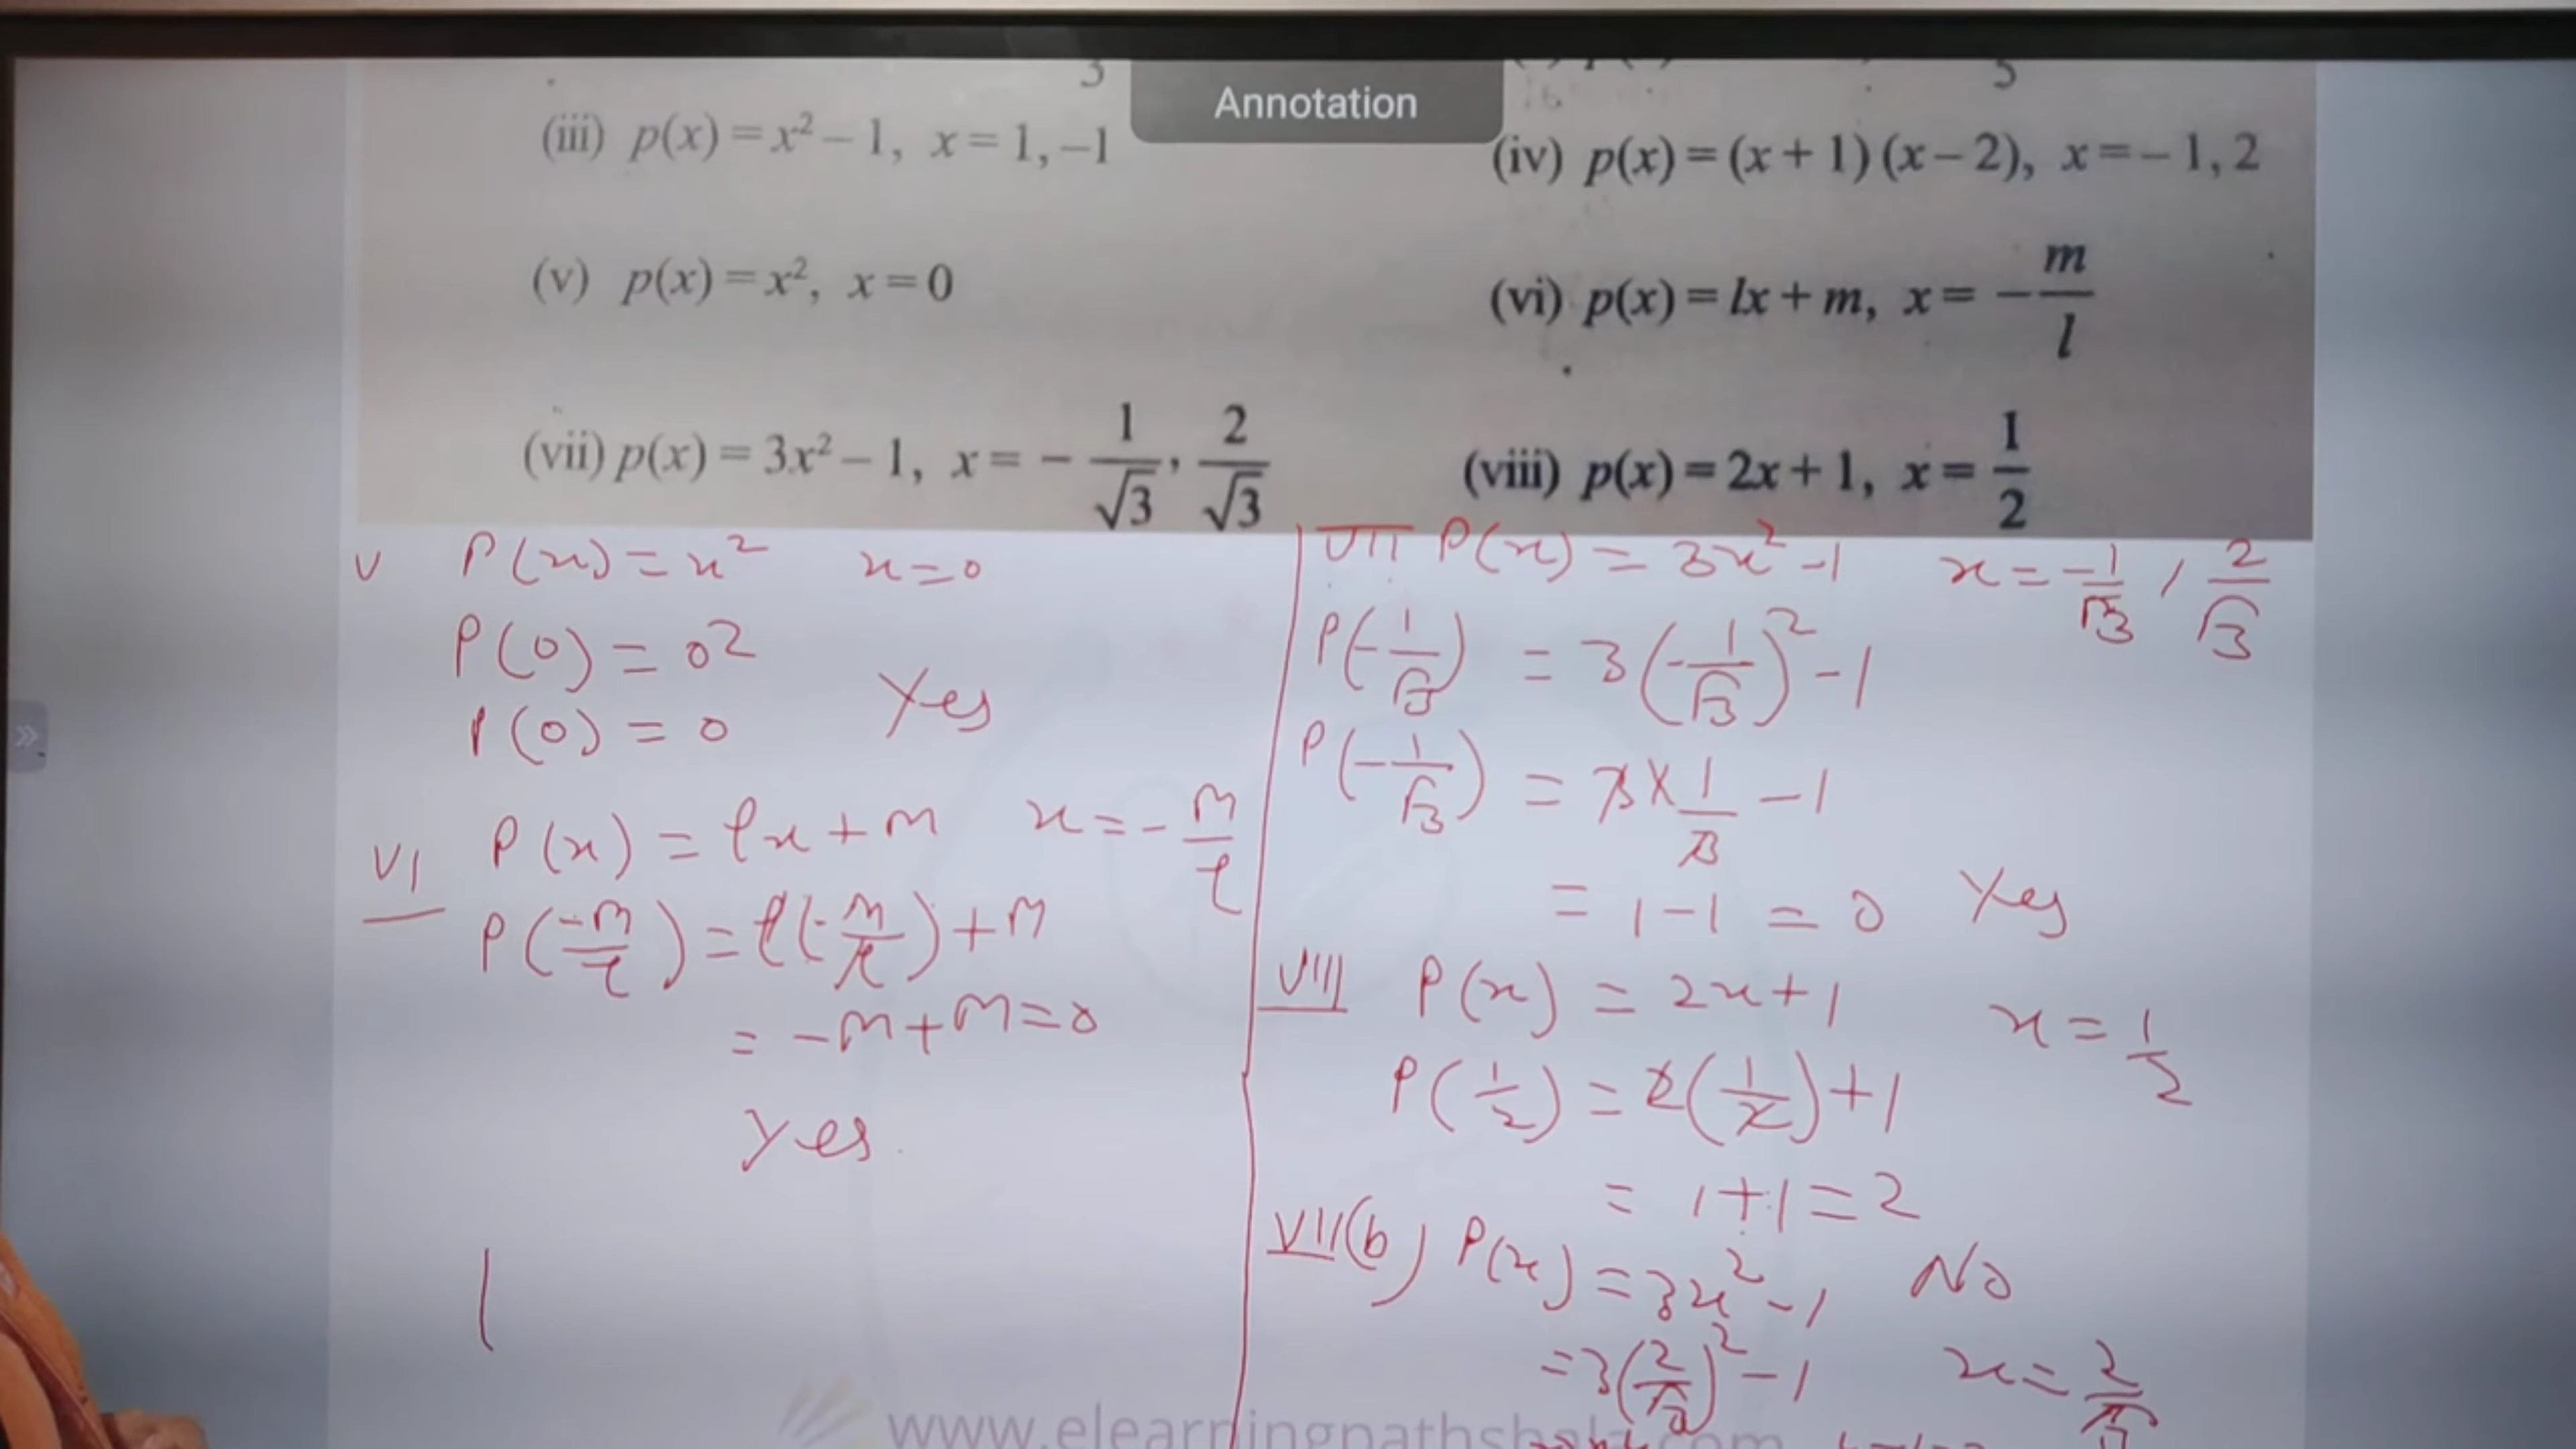 Annotation
(iii) p(x) = x² – 1, x = 1, –1
(iv) p(x) = (x + 1) (x – 2), x = – 1, 2
(v) p(x) = x², x = 0
(vi) p(x) = lx + m, x = – m/l
(vii) p(x) = 3x² – 1, x = – 1/√3, 2/√3
(viii) p(x) = 2x + 1, x = 1/2
V P(x) = x² x = 0
P(0) = 0²
P(0) = 0 Yes
VI P(x) = lx + m x = - m/l
P(-m/l) = l(-m/l) + m
= -m + m = 0
Yes
VII P(x) = 3x² - 1 x = -1/√3, 2/√3
P(-1/√3) = 3(-1/√3)² - 1
P(-1/√3) = 3 × 1/3 - 1
= 1 - 1 = 0 Yes
VIII P(x) = 2x + 1 x = 1/2
P(1/2) = 2(1/2) + 1
= 1 + 1 = 2
No
VII(b) P(x) = 3x² - 1
= 3(2/√3)² - 1 x = 2/√3
www.elearningpathshala.com